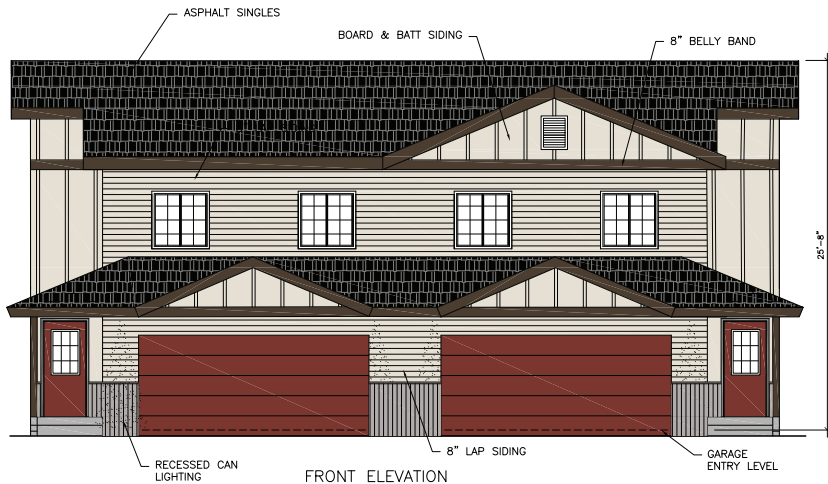 ASPHALT SINGLES
BOARD & BATT SIDING
8" BELLY BAND
25'-8"
8" LAP SIDING
RECESSED CAN
LIGHTING
GARAGE
ENTRY LEVEL
FRONT ELEVATION